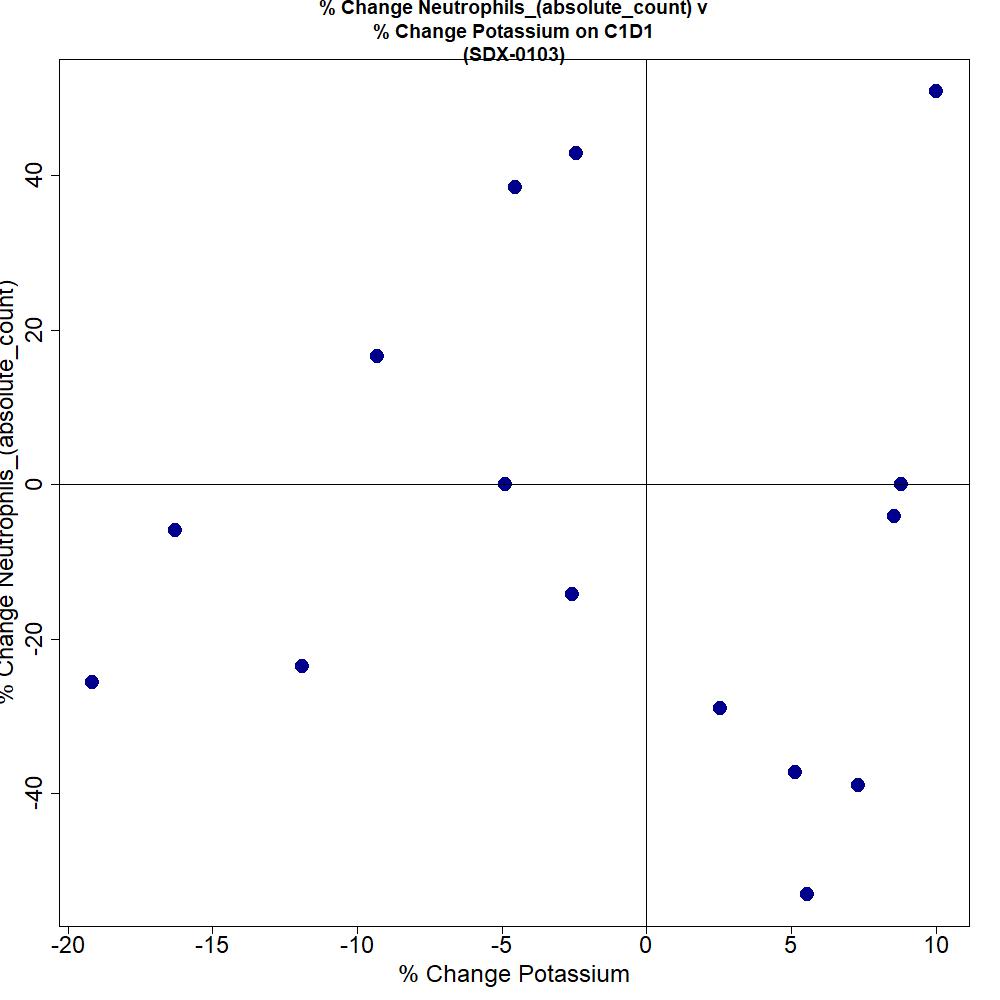 % Change Neutrophils_(absolute_count) v
% Change Potassium on C1D1
(SDX-0103)
% Change Neutrophils_(absolute_count)
40
20
0
-20
-40
-20
-15
-10
-5
0
5
10
% Change Potassium